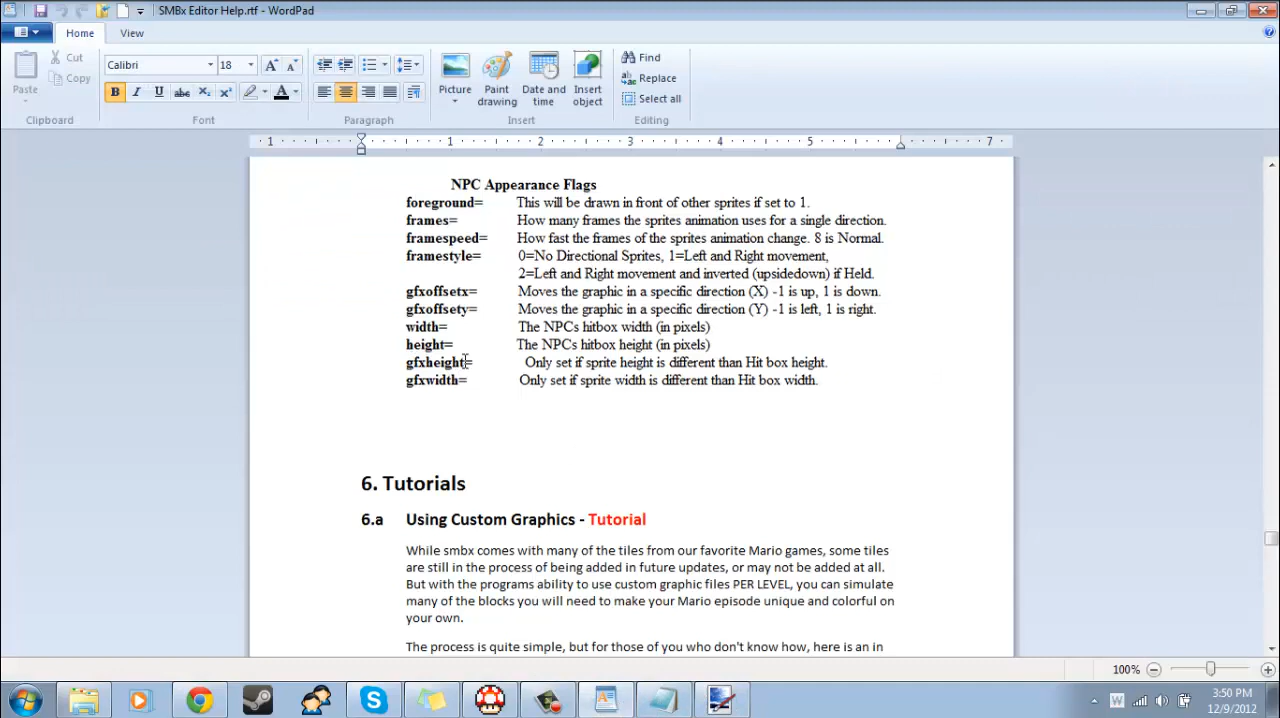 SMBx Editor Help.rtf - WordPad
Home
View
Paste
Cut
Copy
Clipboard
Calibri
18
Font
Paragraph
Picture
Paint drawing
Date and time
Insert object
Insert
Find
Replace
Select all
Editing
1 1 2 3 4 5 7
NPC Appearance Flags
foreground= This will be drawn in front of other sprites if set to 1.
frames= How many frames the sprites animation uses for a single direction.
framespeed= How fast the frames of the sprites animation change. 8 is Normal.
framestyle= 0=No Directional Sprites, 1=Left and Right movement,
2=Left and Right movement and inverted (upsidedown) if Held.
gfxoffsetx= Moves the graphic in a specific direction (X) -1 is up, 1 is down.
gfxoffsety= Moves the graphic in a specific direction (Y) -1 is left, 1 is right.
width= The NPCs hitbox width (in pixels)
height= The NPCs hitbox height (in pixels)
gfxheight= Only set if sprite height is different than Hit box height.
gfxwidth= Only set if sprite width is different than Hit box width.
6. Tutorials
6.a Using Custom Graphics - Tutorial
While smbx comes with many of the tiles from our favorite Mario games, some tiles
are still in the process of being added in future updates, or may not be added at all.
But with the programs ability to use custom graphic files PER LEVEL, you can simulate
many of the blocks you will need to make your Mario episode unique and colorful on
your own.
The process is quite simple, but for those of you who don't know how, here is an in
100%
3:50 PM
12/9/2012